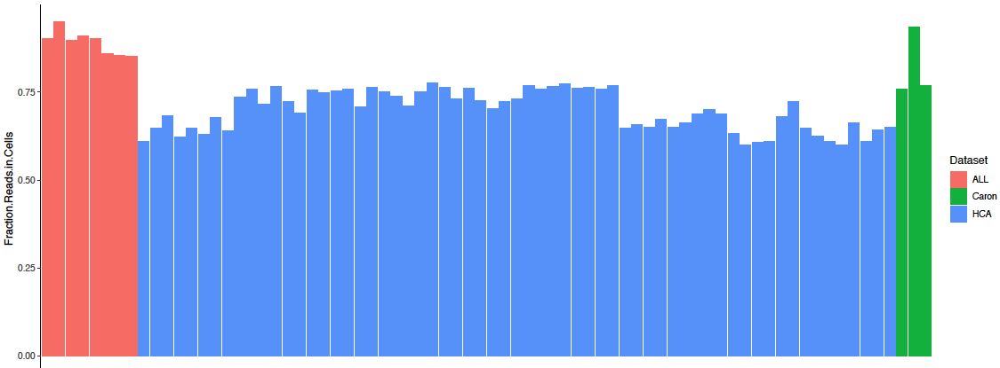 Fraction.Reads.in.Cells
0.75
0.50
0.25
0.00
Dataset
ALL
Caron
HCA